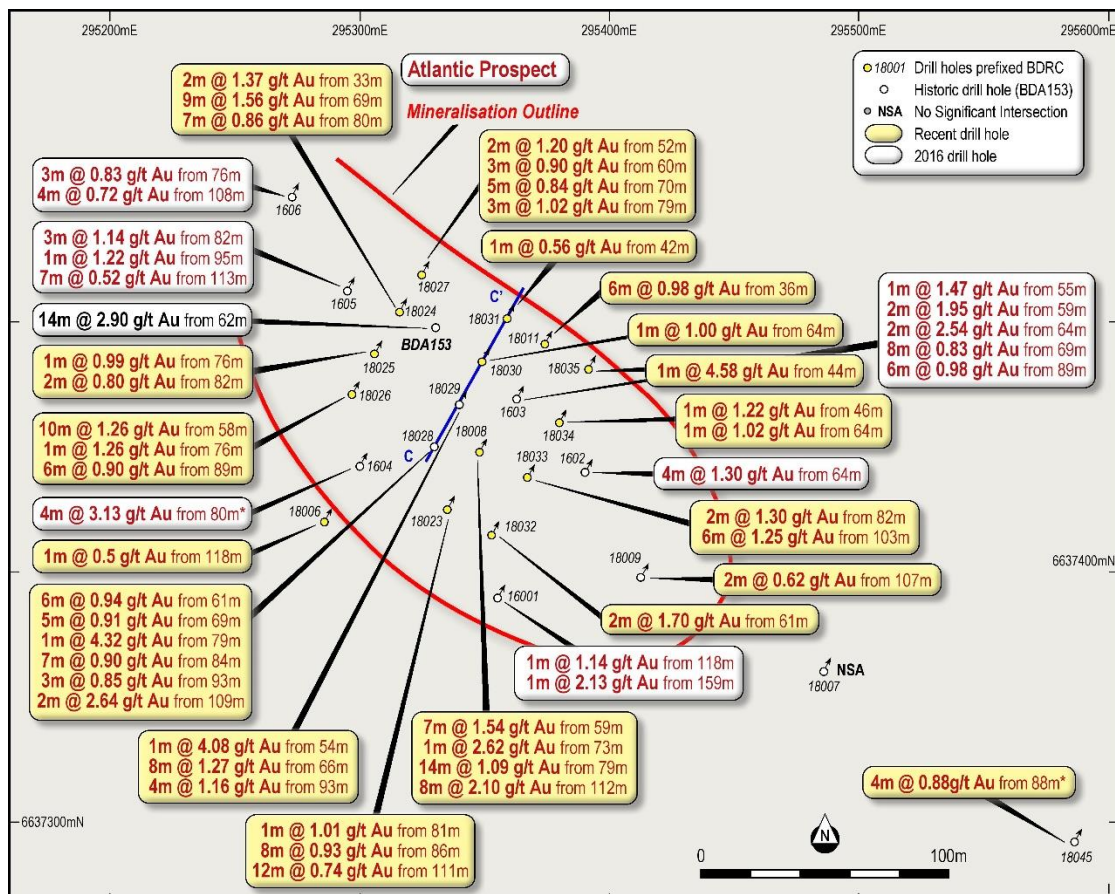 295200mE
295300mE
295400mE
295500mE
295600mE
2m @ 1.37 g/t Au from 33m
9m @ 1.56 g/t Au from 69m
7m @ 0.86 g/t Au from 80m
Atlantic Prospect
Mineralisation Outline
18001 Drill holes prefixed BDRC
Historic drill hole (BDA153)
NSA No Significant Intersection
Recent drill hole
2016 drill hole
2m @ 1.20 g/t Au from 52m
3m @ 0.90 g/t Au from 60m
5m @ 0.84 g/t Au from 70m
3m @ 1.02 g/t Au from 79m
3m @ 0.83 g/t Au from 76m
4m @ 0.72 g/t Au from 108m
1606
3m @ 1.14 g/t Au from 82m
1m @ 1.22 g/t Au from 95m
7m @ 0.52 g/t Au from 113m
1605
18027
18024
1m @ 0.56 g/t Au from 42m
C'
18031
6m @ 0.98 g/t Au from 36m
18011
1m @ 1.47 g/t Au from 55m
2m @ 1.95 g/t Au from 59m
2m @ 2.54 g/t Au from 64m
8m @ 0.83 g/t Au from 69m
6m @ 0.98 g/t Au from 89m
14m @ 2.90 g/t Au from 62m
BDA153
1m @ 1.00 g/t Au from 64m
18030
1m @ 0.99 g/t Au from 76m
2m @ 0.80 g/t Au from 82m
18025
18035
1m @ 4.58 g/t Au from 44m
18026
18029
1603
10m @ 1.26 g/t Au from 58m
1m @ 1.26 g/t Au from 76m
6m @ 0.90 g/t Au from 89m
18028
18008
18034
1m @ 1.22 g/t Au from 46m
1m @ 1.02 g/t Au from 64m
C
1604
18033
1602
4m @ 1.30 g/t Au from 64m
4m @ 3.13 g/t Au from 80m*
18006
18023
18032
2m @ 1.30 g/t Au from 82m
6m @ 1.25 g/t Au from 103m
1m @ 0.5 g/t Au from 118m
6637400mN
18009
2m @ 0.62 g/t Au from 107m
16001
2m @ 1.70 g/t Au from 61m
6m @ 0.94 g/t Au from 61m
5m @ 0.91 g/t Au from 69m
1m @ 4.32 g/t Au from 79m
7m @ 0.90 g/t Au from 84m
3m @ 0.85 g/t Au from 93m
2m @ 2.64 g/t Au from 109m
1m @ 1.14 g/t Au from 118m
1m @ 2.13 g/t Au from 159m
NSA
18007
1m @ 4.08 g/t Au from 54m
8m @ 1.27 g/t Au from 66m
4m @ 1.16 g/t Au from 93m
7m @ 1.54 g/t Au from 59m
1m @ 2.62 g/t Au from 73m
14m @ 1.09 g/t Au from 79m
8m @ 2.10 g/t Au from 112m
4m @ 0.88g/t Au from 88m*
18045
6637300mN
1m @ 1.01 g/t Au from 81m
8m @ 0.93 g/t Au from 86m
12m @ 0.74 g/t Au from 111m
N
0
100m